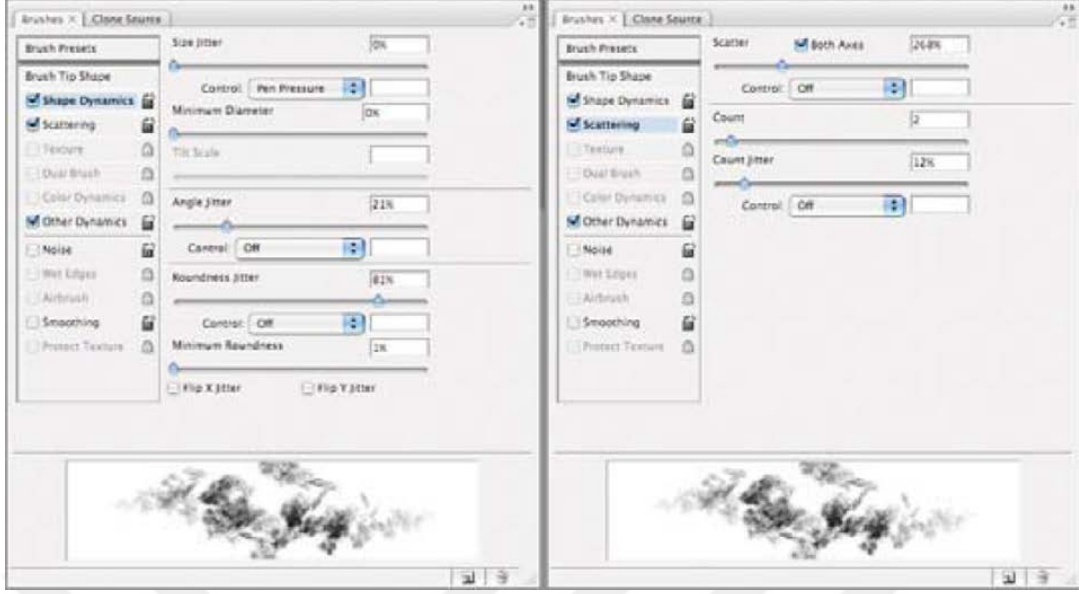 Brushes × Clone Source
Brush Presets
Brush Tip Shape
Shape Dynamics
Scattering
Texture
Dual Brush
Color Dynamics
Other Dynamics
Noise
Wet Edges
Airbrush
Smoothing
Protect Texture
Size Jitter 0%
Control: Pen Pressure
Minimum Diameter 0%
Tilt Scale
Angle Jitter 21%
Control: Off
Roundness Jitter 81%
Control: Off
Minimum Roundness 1%
Flip X Jitter Flip Y Jitter
Brushes × Clone Source
Brush Presets
Brush Tip Shape
Shape Dynamics
Scattering
Texture
Dual Brush
Color Dynamics
Other Dynamics
Noise
Wet Edges
Airbrush
Smoothing
Protect Texture
Scatter Both Axes 268%
Control: Off
Count 2
Count Jitter 12%
Control: Off